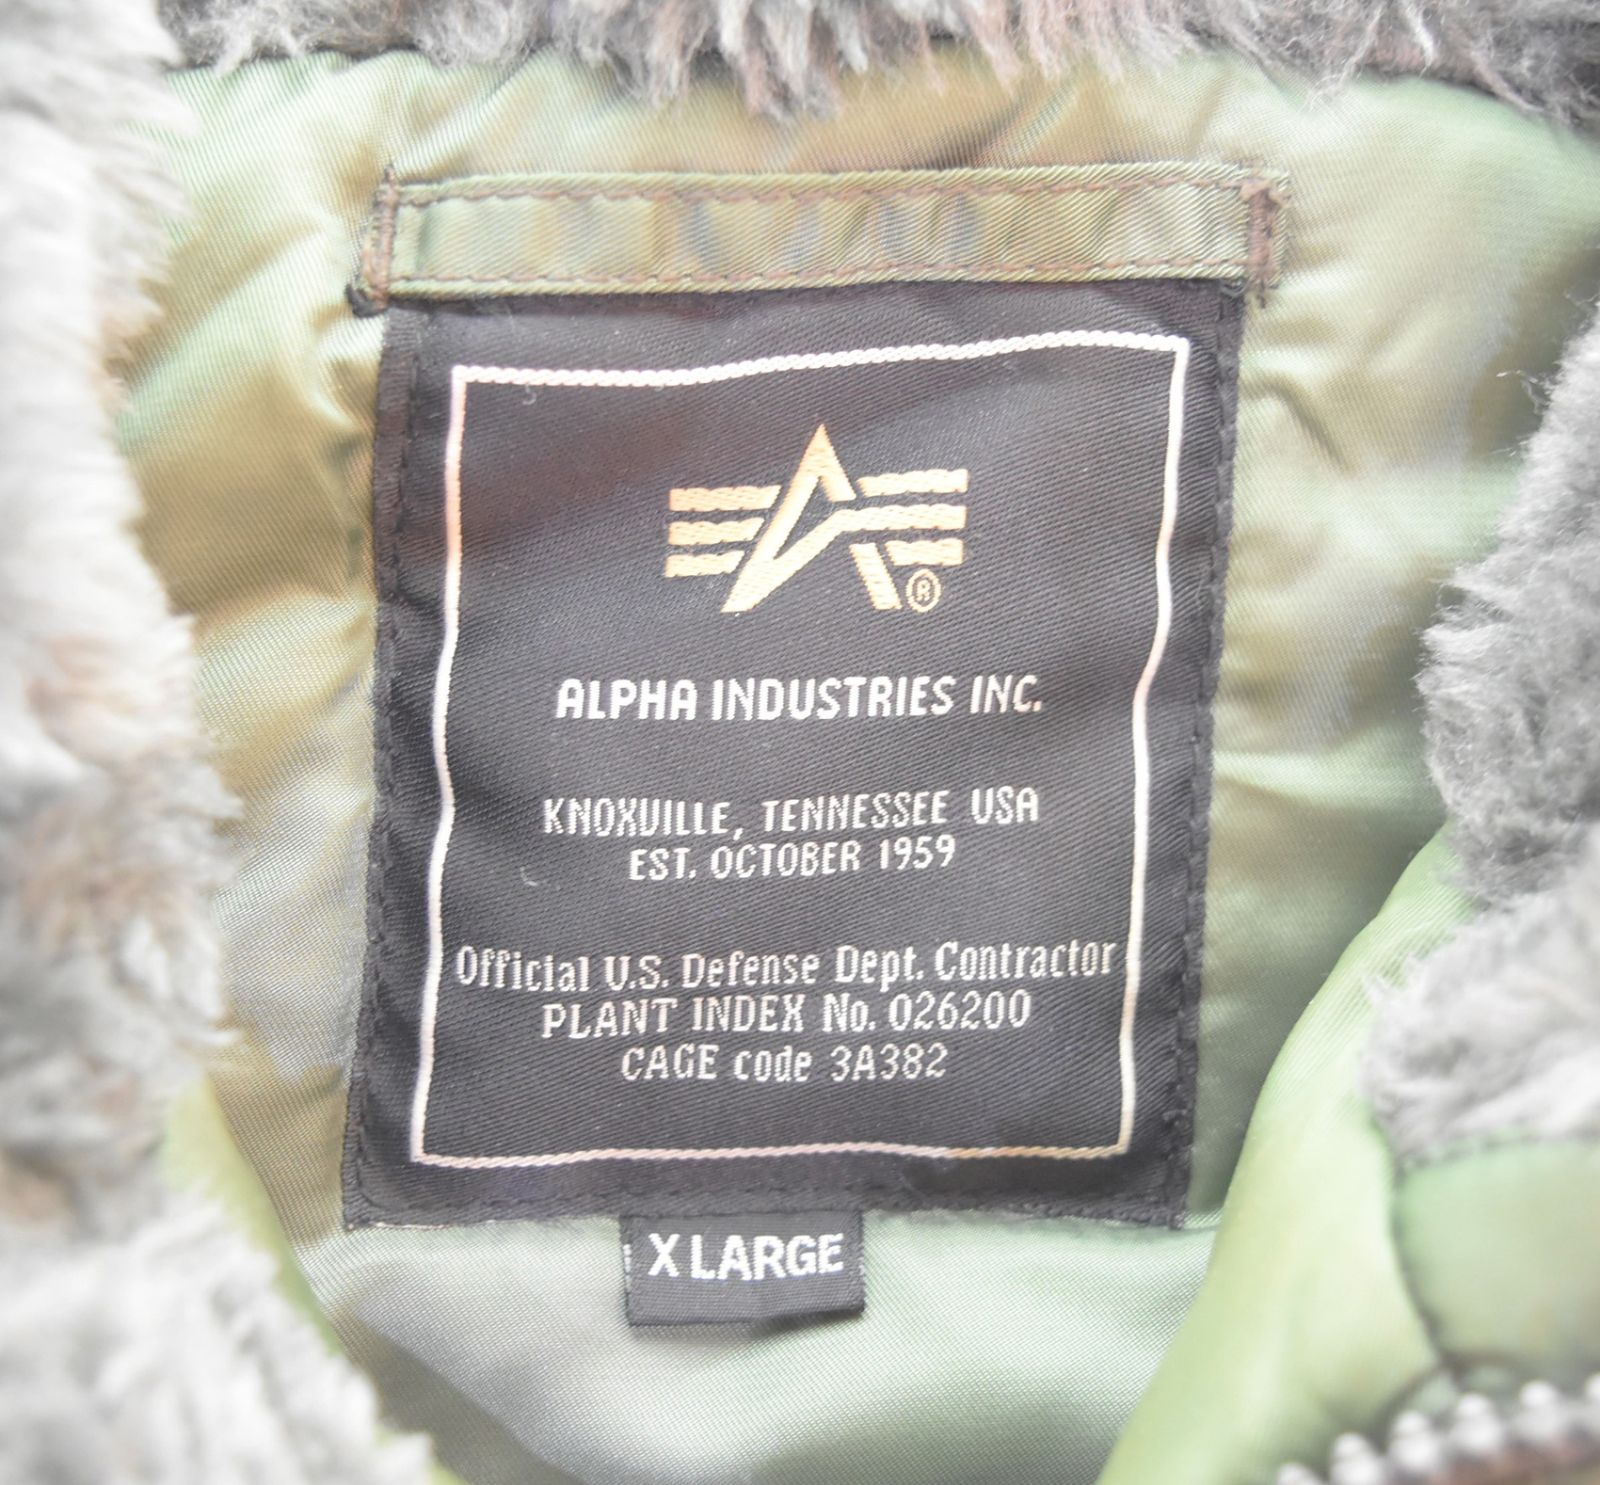 ®
ALPHA INDUSTRIES INC.
KNOXVILLE, TENNESSEE USA
EST. OCTOBER 1959
Official U.S. Defense Dept. Contractor
PLANT INDEX No. 026200
CAGE code 3A382
X LARGE